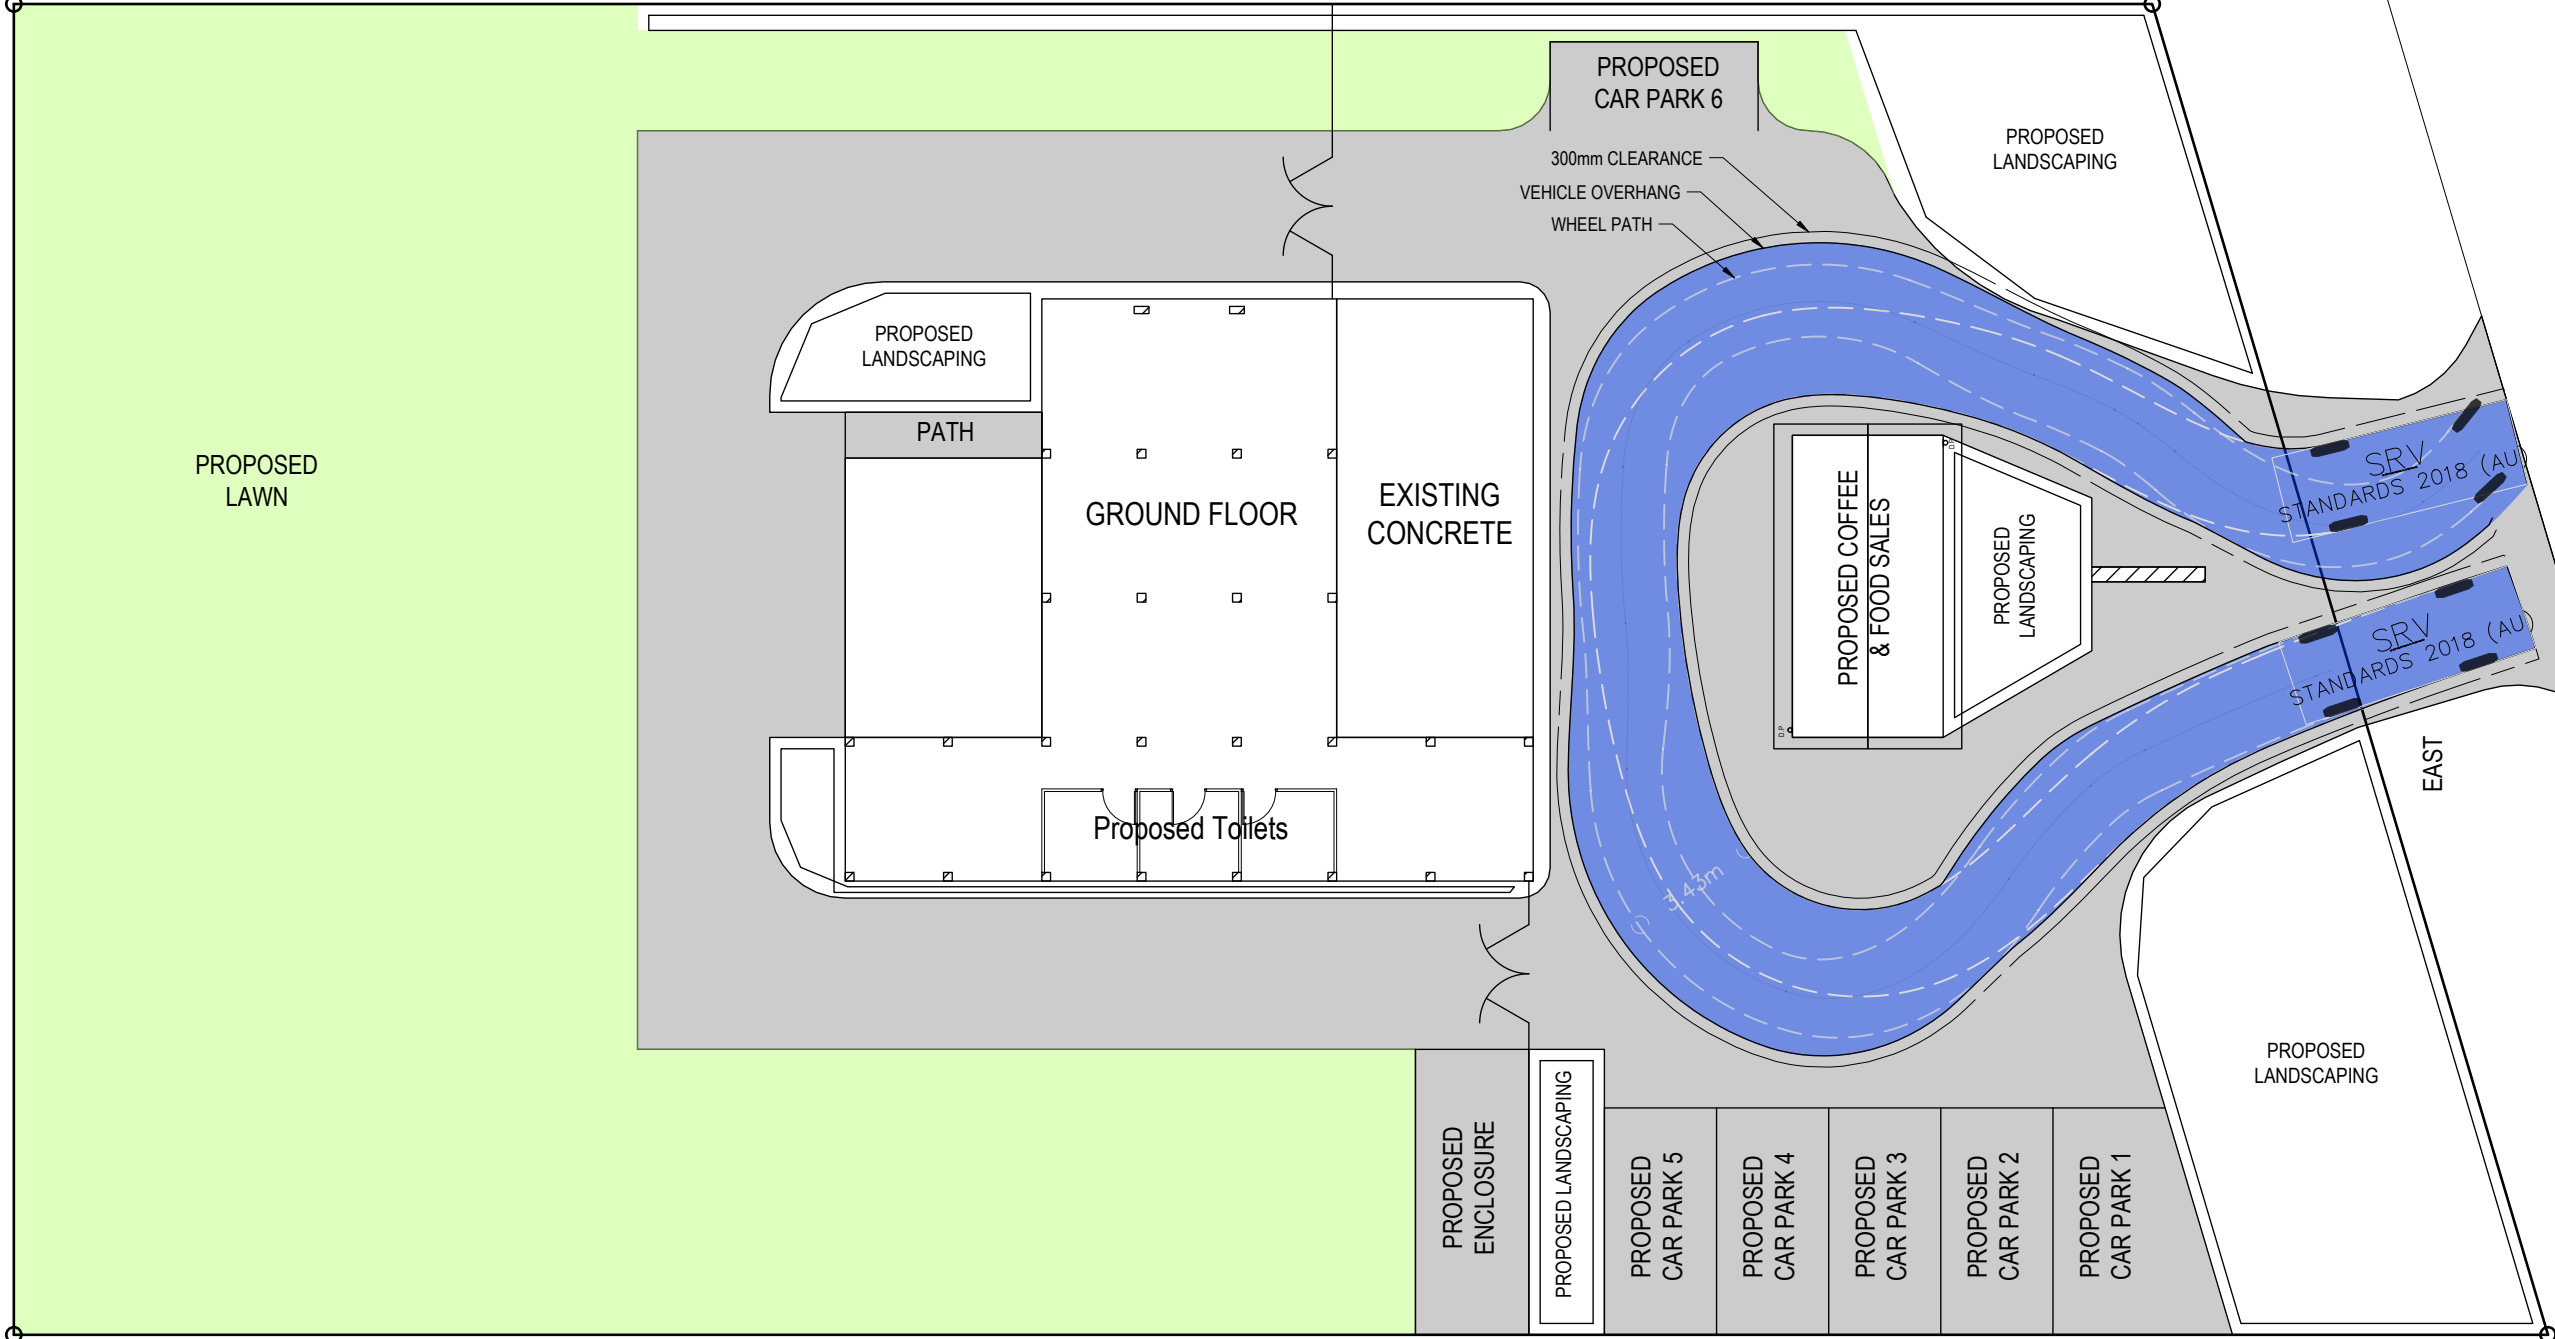 PROPOSED
CAR PARK 6
PROPOSED
LANDSCAPING
300mm CLEARANCE
VEHICLE OVERHANG
WHEEL PATH
PROPOSED
LANDSCAPING
PATH
PROPOSED
LAWN
GROUND FLOOR
EXISTING
CONCRETE
PROPOSED COFFEE
& FOOD SALES
PROPOSED
LANDSCAPING
SRV
STANDARDS 2018 (AU)
SRV
STANDARDS 2018 (AU)
D.P
D.P
EAST
Proposed Toilets
5.43m
PROPOSED
LANDSCAPING
PROPOSED
ENCLOSURE
PROPOSED LANDSCAPING
PROPOSED
CAR PARK 5
PROPOSED
CAR PARK 4
PROPOSED
CAR PARK 3
PROPOSED
CAR PARK 2
PROPOSED
CAR PARK 1